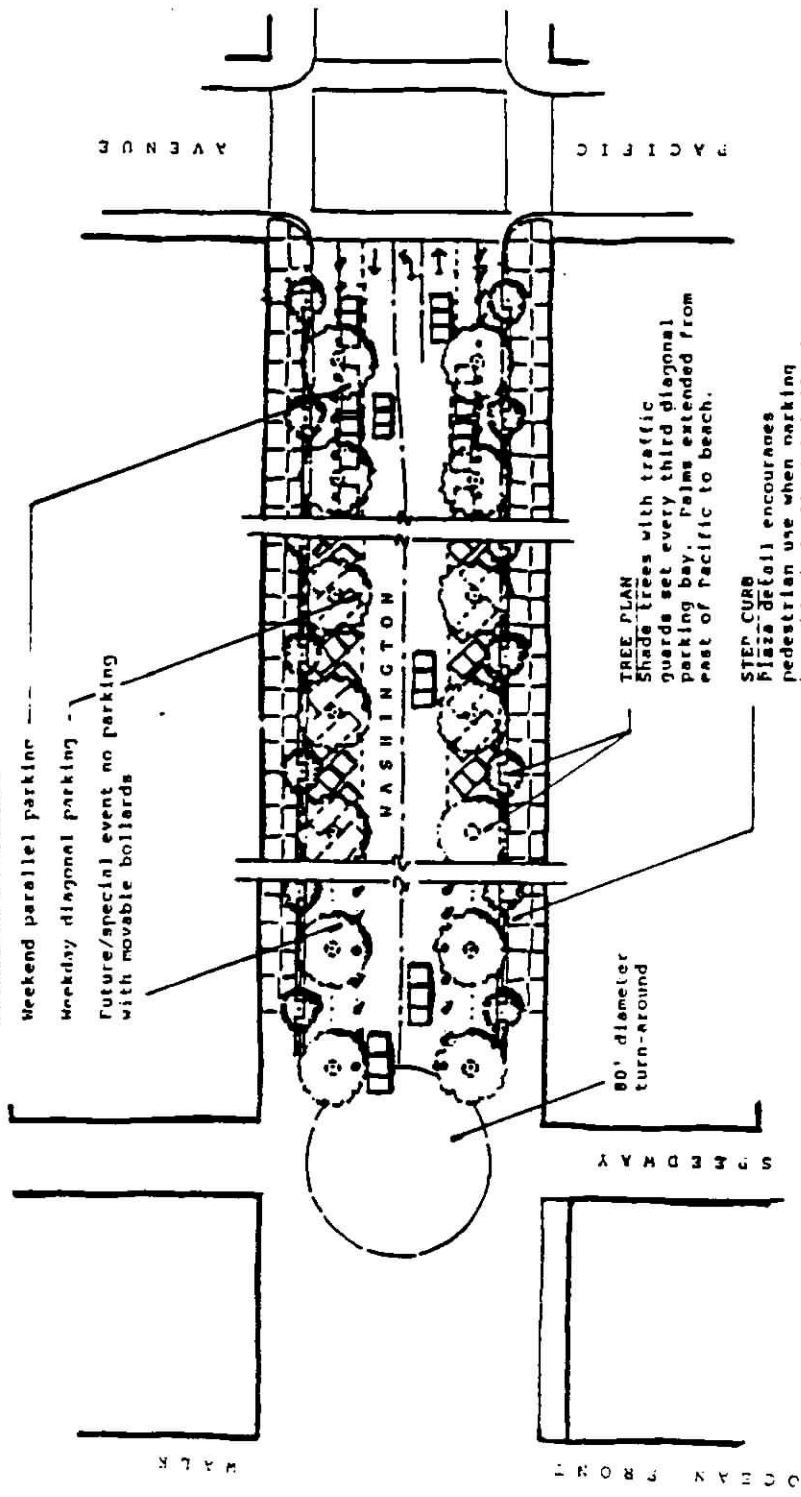 Weekend parallel parking
Weekday diagonal parking
Future/special event no parking
with movable bollards
AVENUE
PACIFIC
WASHINGTON
TREE PLAN
Shade trees with traffic
guards set every third diagonal
parking bay. Palms extended from
east of Pacific to beach.
STEP CURB
Plaza detail encourages
pedestrian use when parking
80' diameter
turn-around
SPEEDWAY
WALK
OCEAN FRONT